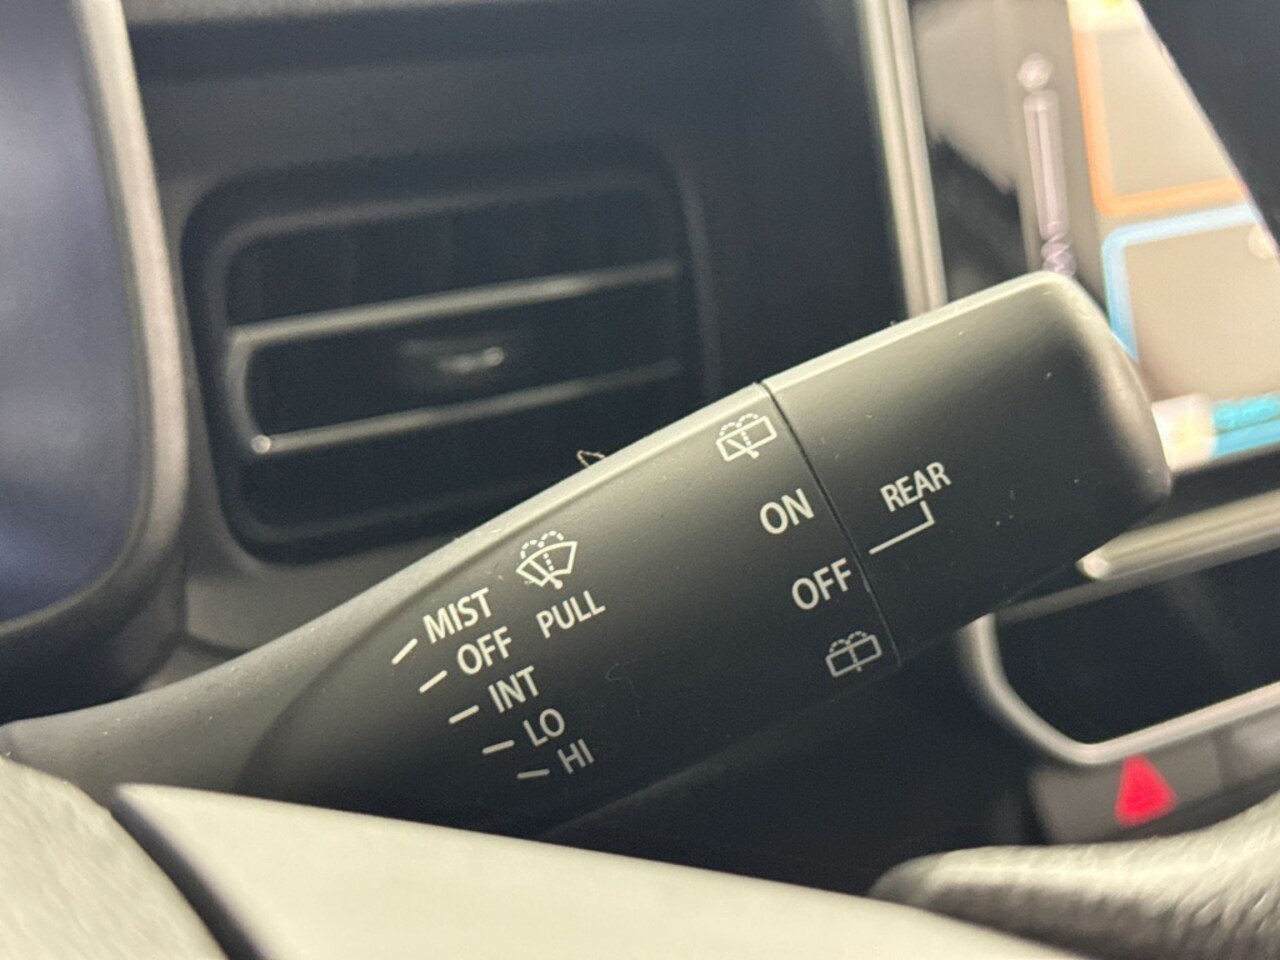 MIST
OFF
PULL
INT
LO
HI
ON
OFF
REAR